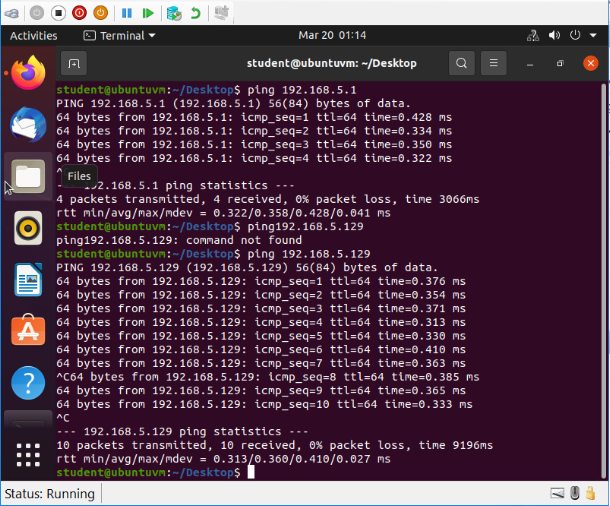 Activities
Terminal
Mar 20 01:14
student@ubuntuvm: ~/Desktop
student@ubuntuvm:~/Desktop$ ping 192.168.5.1
PING 192.168.5.1 (192.168.5.1) 56(84) bytes of data.
64 bytes from 192.168.5.1: icmp_seq=1 ttl=64 time=0.428 ms
64 bytes from 192.168.5.1: icmp_seq=2 ttl=64 time=0.334 ms
64 bytes from 192.168.5.1: icmp_seq=3 ttl=64 time=0.350 ms
64 bytes from 192.168.5.1: icmp_seq=4 ttl=64 time=0.322 ms
^
Files
-- 192.168.5.1 ping statistics ---
4 packets transmitted, 4 received, 0% packet loss, time 3066ms
rtt min/avg/max/mdev = 0.322/0.358/0.428/0.041 ms
student@ubuntuvm:~/Desktop$ ping192.168.5.129
ping192.168.5.129: command not found
student@ubuntuvm:~/Desktop$ ping 192.168.5.129
PING 192.168.5.129 (192.168.5.129) 56(84) bytes of data.
64 bytes from 192.168.5.129: icmp_seq=1 ttl=64 time=0.376 ms
64 bytes from 192.168.5.129: icmp_seq=2 ttl=64 time=0.354 ms
64 bytes from 192.168.5.129: icmp_seq=3 ttl=64 time=0.371 ms
64 bytes from 192.168.5.129: icmp_seq=4 ttl=64 time=0.313 ms
64 bytes from 192.168.5.129: icmp_seq=5 ttl=64 time=0.330 ms
64 bytes from 192.168.5.129: icmp_seq=6 ttl=64 time=0.410 ms
64 bytes from 192.168.5.129: icmp_seq=7 ttl=64 time=0.363 ms
^C64 bytes from 192.168.5.129: icmp_seq=8 ttl=64 time=0.385 ms
64 bytes from 192.168.5.129: icmp_seq=9 ttl=64 time=0.365 ms
64 bytes from 192.168.5.129: icmp_seq=10 ttl=64 time=0.333 ms
^C
--- 192.168.5.129 ping statistics ---
10 packets transmitted, 10 received, 0% packet loss, time 9196ms
rtt min/avg/max/mdev = 0.313/0.360/0.410/0.027 ms
student@ubuntuvm:~/Desktop$
Status: Running